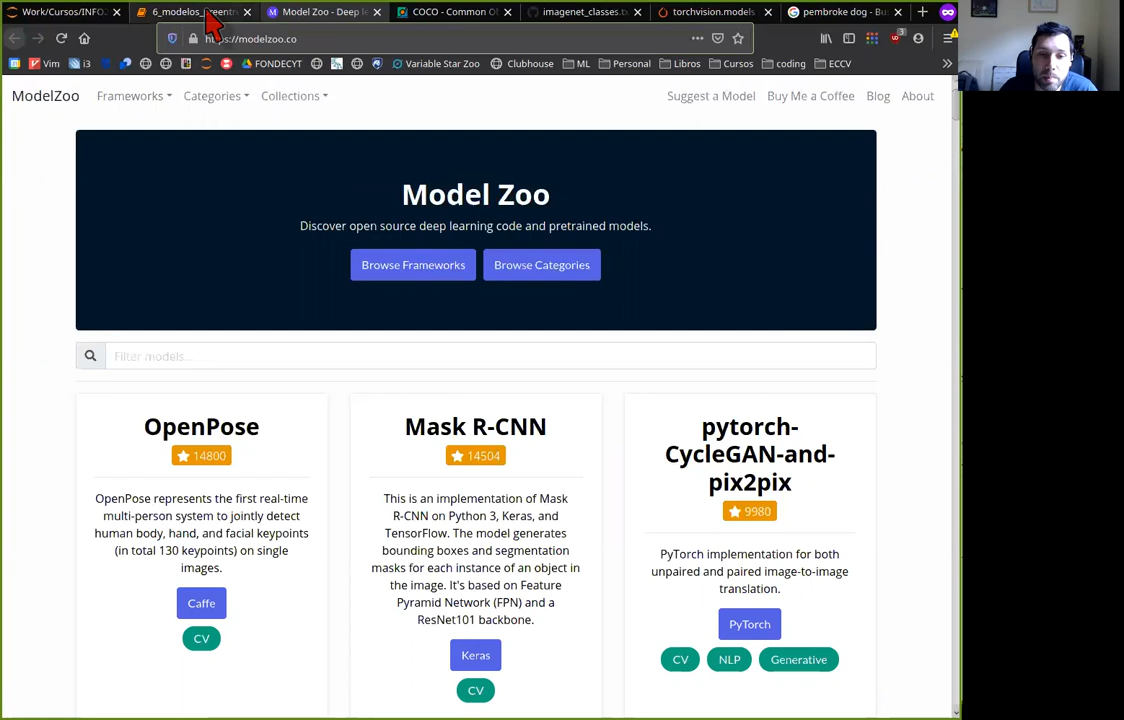 Work/Cursos/INFO
6_modelos
Model Zoo - Deep le
COCO - Common O
imagenet_classes.t
torchvision.models
pembroke dog - Bu
https://modelzoo.co
3
Vim
i3
FONDECYT
Variable Star Zoo
Clubhouse
ML
Personal
Libros
Cursos
coding
ECCV
ModelZoo
Frameworks
Categories
Collections
Suggest a Model
Buy Me a Coffee
Blog
About
Model Zoo
Discover open source deep learning code and pretrained models.
Browse Frameworks
Browse Categories
Filter models...
OpenPose
14800
OpenPose represents the first real-time
multi-person system to jointly detect
human body, hand, and facial keypoints
(in total 130 keypoints) on single
images.
Caffe
CV
Mask R-CNN
14504
This is an implementation of Mask
R-CNN on Python 3, Keras, and
TensorFlow. The model generates
bounding boxes and segmentation
masks for each instance of an object in
the image. It's based on Feature
Pyramid Network (FPN) and a
ResNet101 backbone.
Keras
CV
pytorch-
CycleGAN-and-
pix2pix
9980
PyTorch implementation for both
unpaired and paired image-to-image
translation.
PyTorch
CV
NLP
Generative